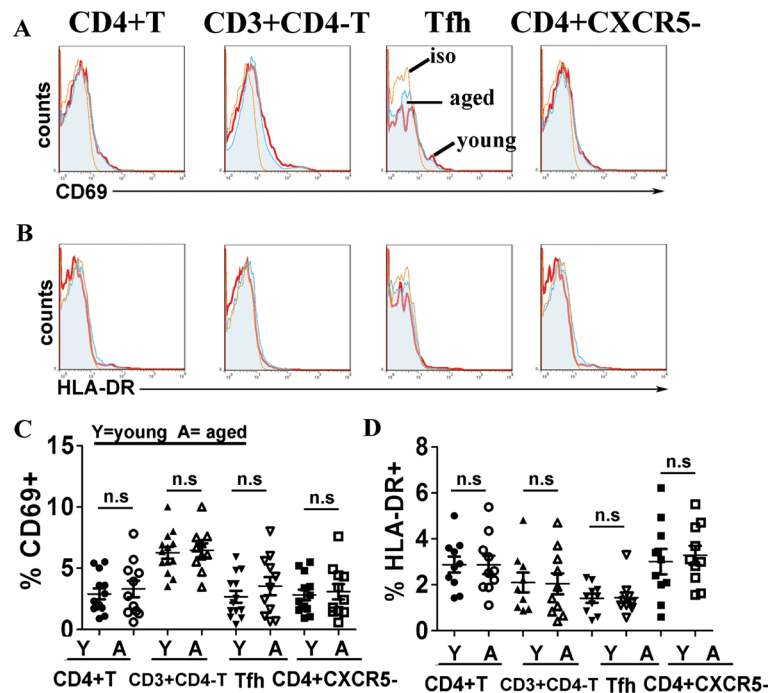 A CD4+T CD3+CD4-T Tfh CD4+CXCR5-
iso
aged
young
counts
CD69
B
counts
HLA-DR
C
Y=young A= aged
% CD69+
15
10
5
0
n.s n.s n.s n.s
Y A Y A Y A Y A
CD4+T CD3+CD4-T Tfh CD4+CXCR5-
D
% HLA-DR+
8
6
4
2
0
n.s n.s n.s n.s
Y A Y A Y A Y A
CD4+T CD3+CD4-T Tfh CD4+CXCR5-